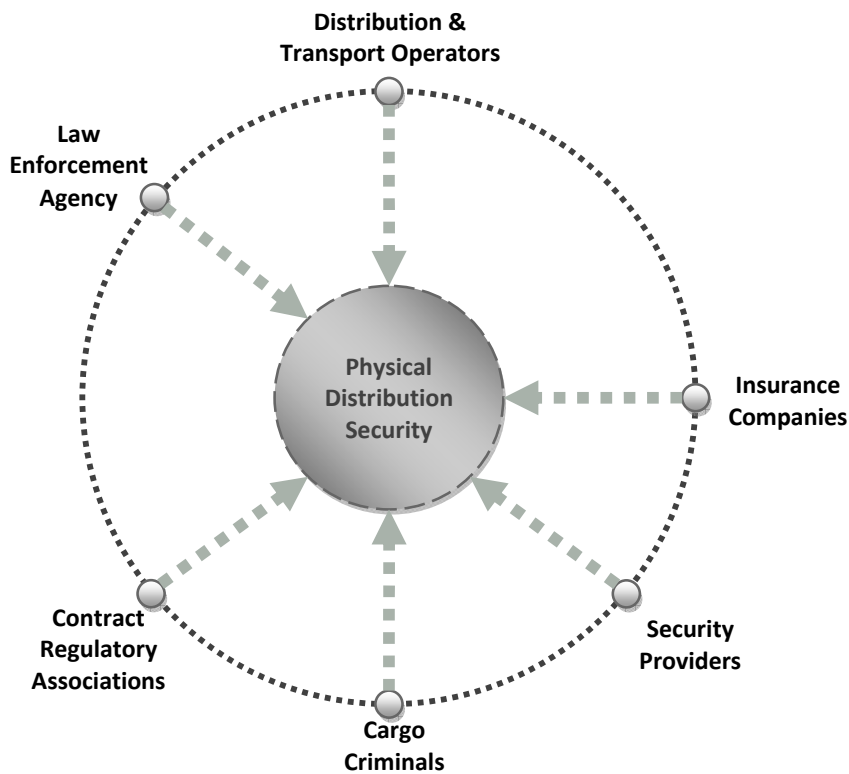 Distribution &
Transport Operators
Law
Enforcement
Agency
Physical
Distribution
Security
Insurance
Companies
Contract
Regulatory
Associations
Security
Providers
Cargo
Criminals